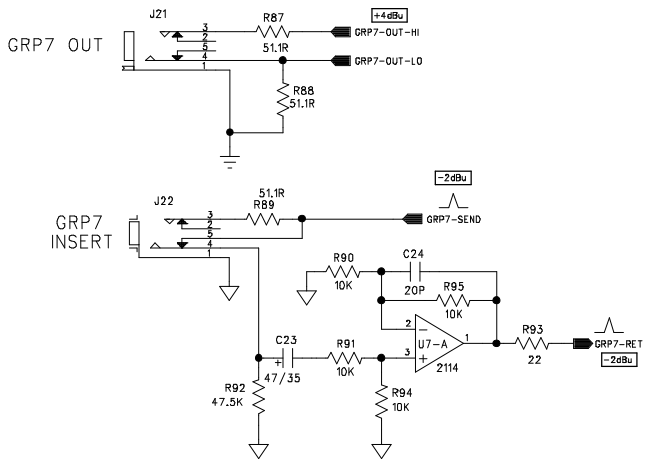 J21
R87
+4dBu
GRP7 OUT
3
2
5
4
1
51.1R
GRP7-OUT-HI
GRP7-OUT-LO
R88
51.1R
-2dBu
J22
51.1R
R89
GRP7
INSERT
3
2
5
4
1
GRP7-SEND
R90
10K
C24
20P
R95
10K
2
-
U7-A
1
3
+
2114
R93
22
GRP7-RET
-2dBu
C23
+
47/35
R91
10K
R92
47.5K
R94
10K